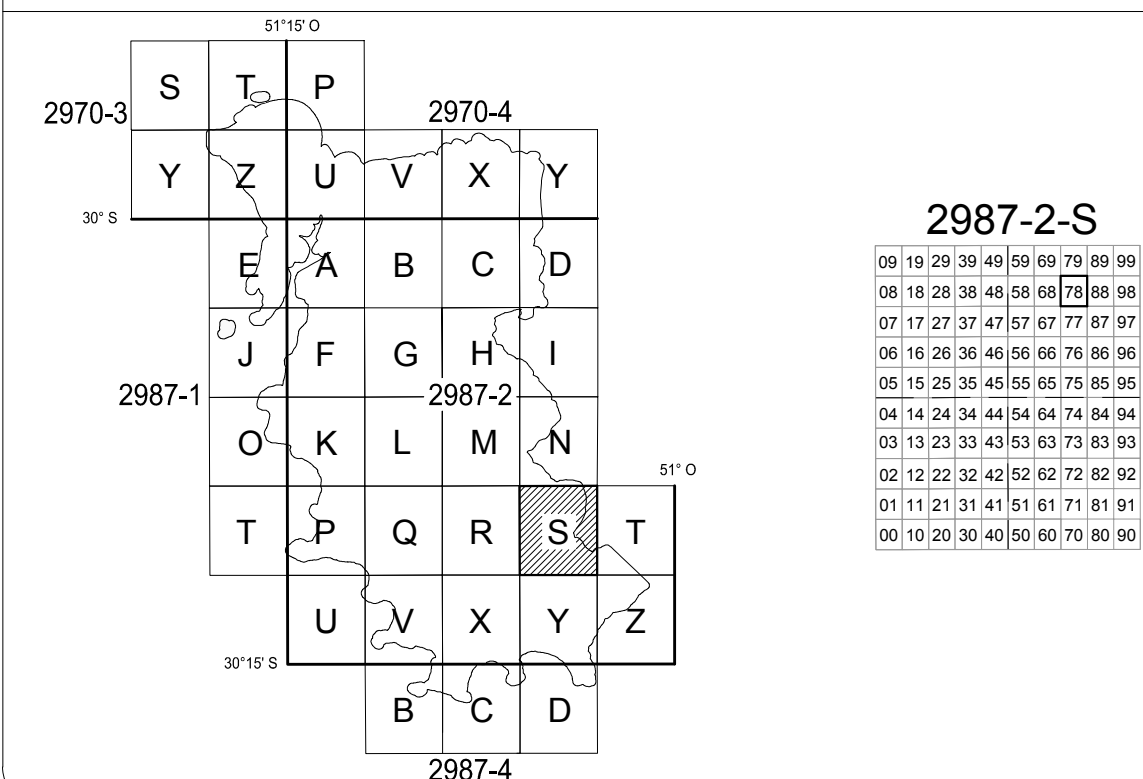 51°15' O
S T P
2970-3 2970-4
Y Z U V X Y
30° S
E A B C D
J F G H I
2987-1 2987-2
O K L M N
51° O
T P Q R S T
U V X Y Z
30°15' S
B C D
2987-4
2987-2-S
09 19 29 39 49 59 69 79 89 99
08 18 28 38 48 58 68 78 88 98
07 17 27 37 47 57 67 77 87 97
06 16 26 36 46 56 66 76 86 96
05 15 25 35 45 55 65 75 85 95
04 14 24 34 44 54 64 74 84 94
03 13 23 33 43 53 63 73 83 93
02 12 22 32 42 52 62 72 82 92
01 11 21 31 41 51 61 71 81 91
00 10 20 30 40 50 60 70 80 90